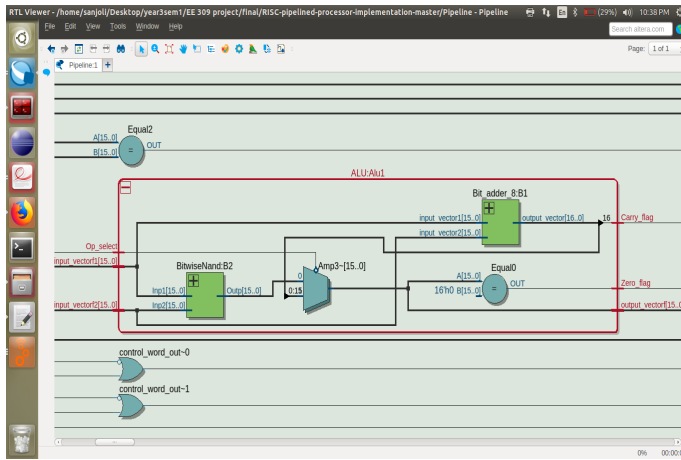 RTL Viewer - /home/sanjoli/Desktop/year3sem1/EE 309 project/final/RISC-pipelined-processor-implementation-master/Pipeline - Pipeline
En
(29%)
10:38 PM
File Edit View Tools Window Help
Search altera.com
Page: 1 of 1
Pipeline:1
Equal2
A[15..0]
B[15..0]
=
OUT
ALU:Alu1
Bit_adder_8:B1
input_vector1[15..0]
output_vector[16..0]
16
Carry_flag
input_vector2[15..0]
Op_select
input_vectorf1[15..0]
BitwiseNand:B2
Amp3~[15..0]
Equal0
Inp1[15..0]
Outp[15..0]
0
0:15
A[15..0]
16'h0 B[15..0]
=
OUT
Zero_flag
input_vectorf2[15..0]
Inp2[15..0]
output_vectorf[15..0
control_word_out~0
control_word_out~1
0%
00:00:0